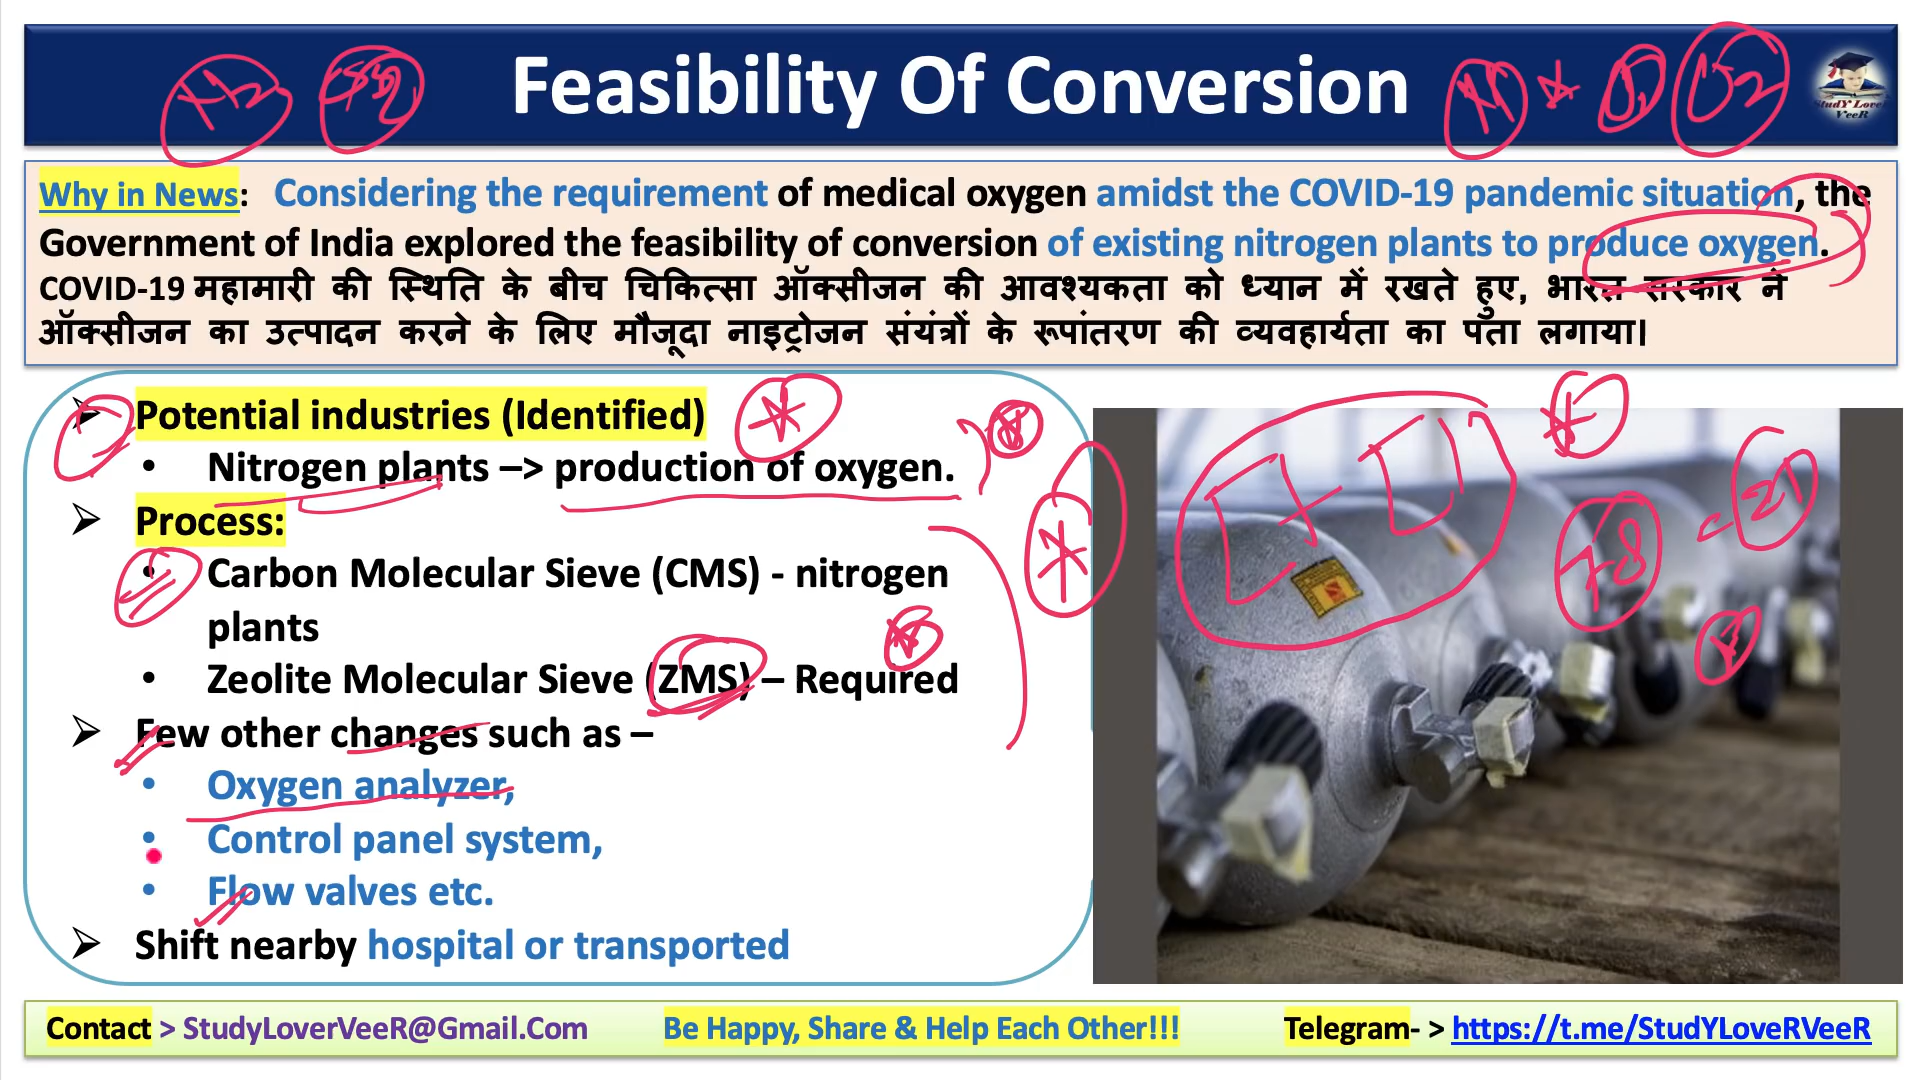 Feasibility Of Conversion
StudY Lover
VeeR
Why in News: Considering the requirement of medical oxygen amidst the COVID-19 pandemic situation, the
Government of India explored the feasibility of conversion of existing nitrogen plants to produce oxygen.
COVID-19 महामारी की स्थिति के बीच चिकित्सा ऑक्सीजन की आवश्यकता को ध्यान में रखते हुए, भारत सरकार ने
ऑक्सीजन का उत्पादन करने के लिए मौजूदा नाइट्रोजन संयंत्रों के रूपांतरण की व्यवहार्यता का पता लगाया।
➢ Potential industries (Identified)
• Nitrogen plants –> production of oxygen.
➢ Process:
• Carbon Molecular Sieve (CMS) - nitrogen
plants
• Zeolite Molecular Sieve (ZMS) – Required
➢ Few other changes such as –
• Oxygen analyzer,
• Control panel system,
• Flow valves etc.
➢ Shift nearby hospital or transported
78
21
Contact > StudyLoverVeeR@Gmail.Com Be Happy, Share & Help Each Other!!! Telegram- > https://t.me/StudYLoveRVeeR